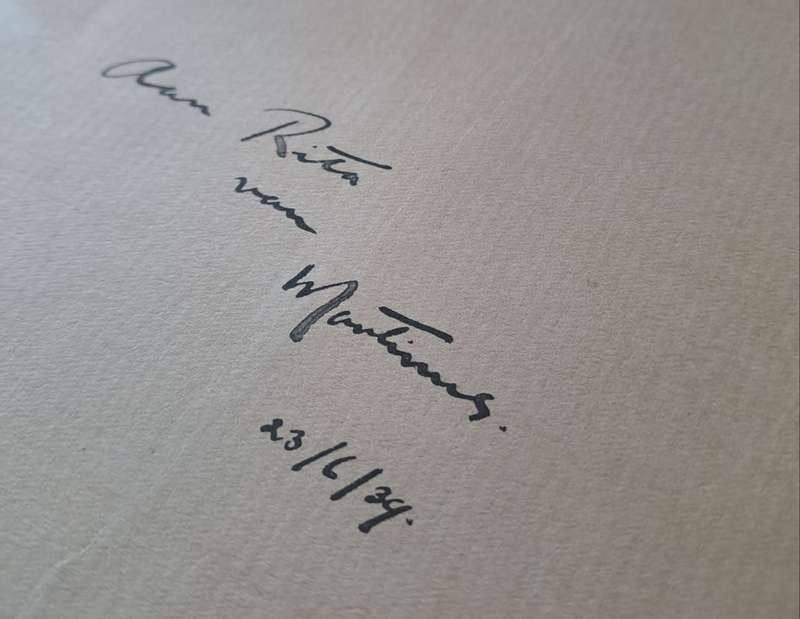 Aan Rita
van
Martinus.
23/6/39.